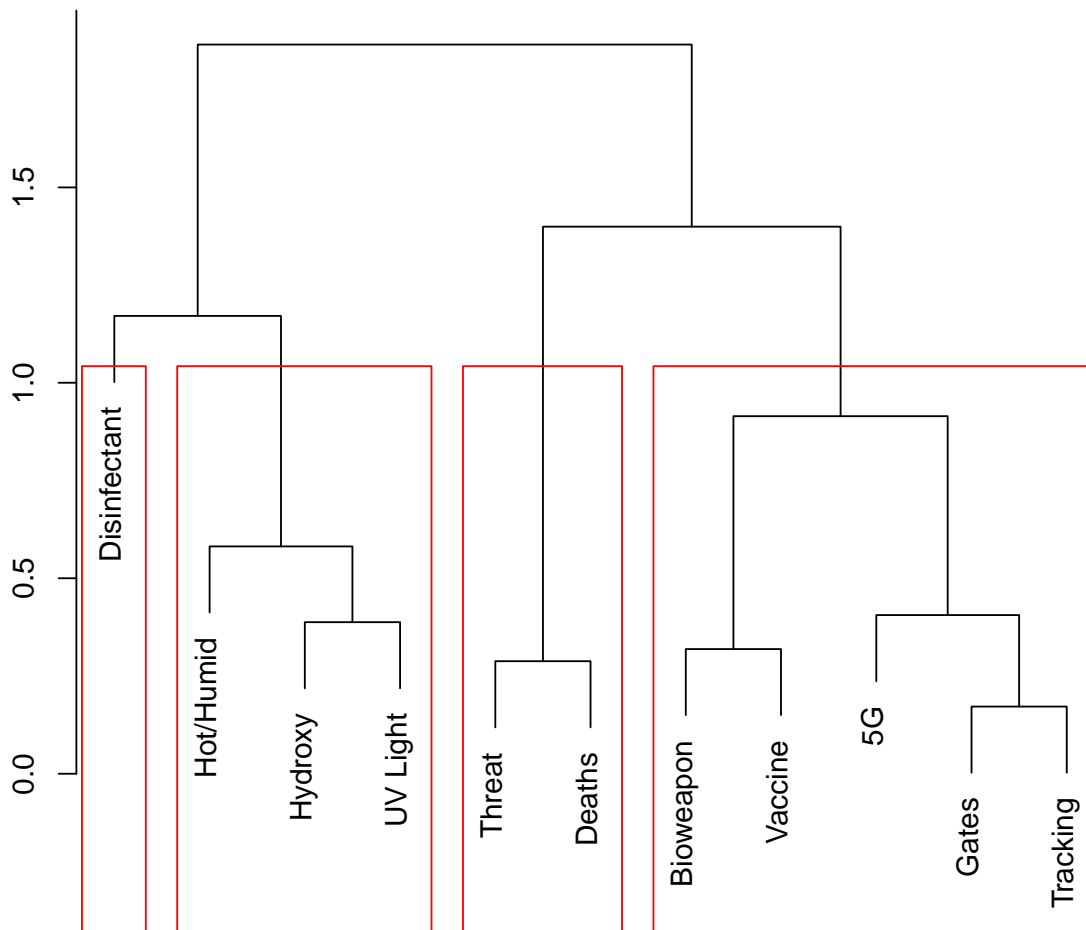 1.5
1.0
0.5
0.0
Disinfectant
Hot/Humid
Hydroxy
UV Light
Threat
Deaths
Bioweapon
Vaccine
5G
Gates
Tracking